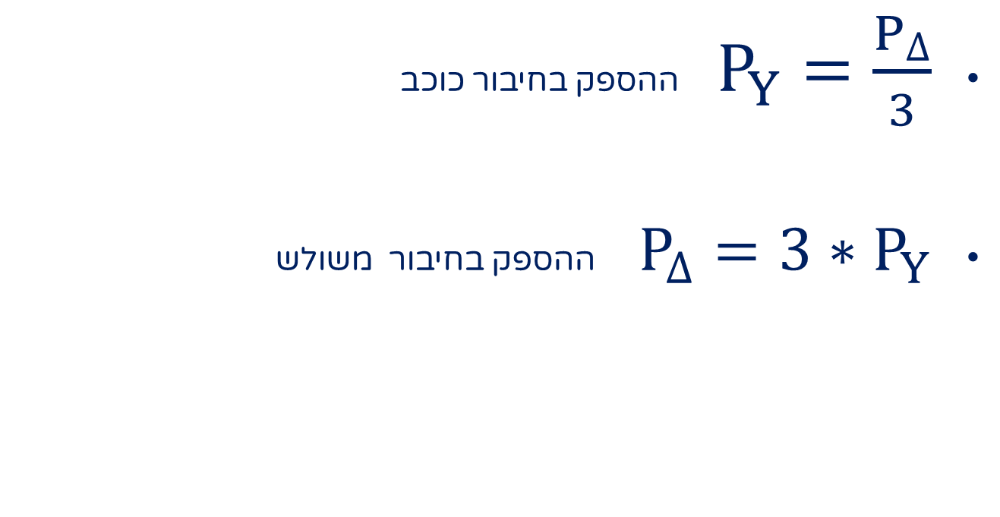 • P_Y = P_Δ/3 ההספק בחיבור כוכב
• P_Δ = 3 * P_Y ההספק בחיבור משולש